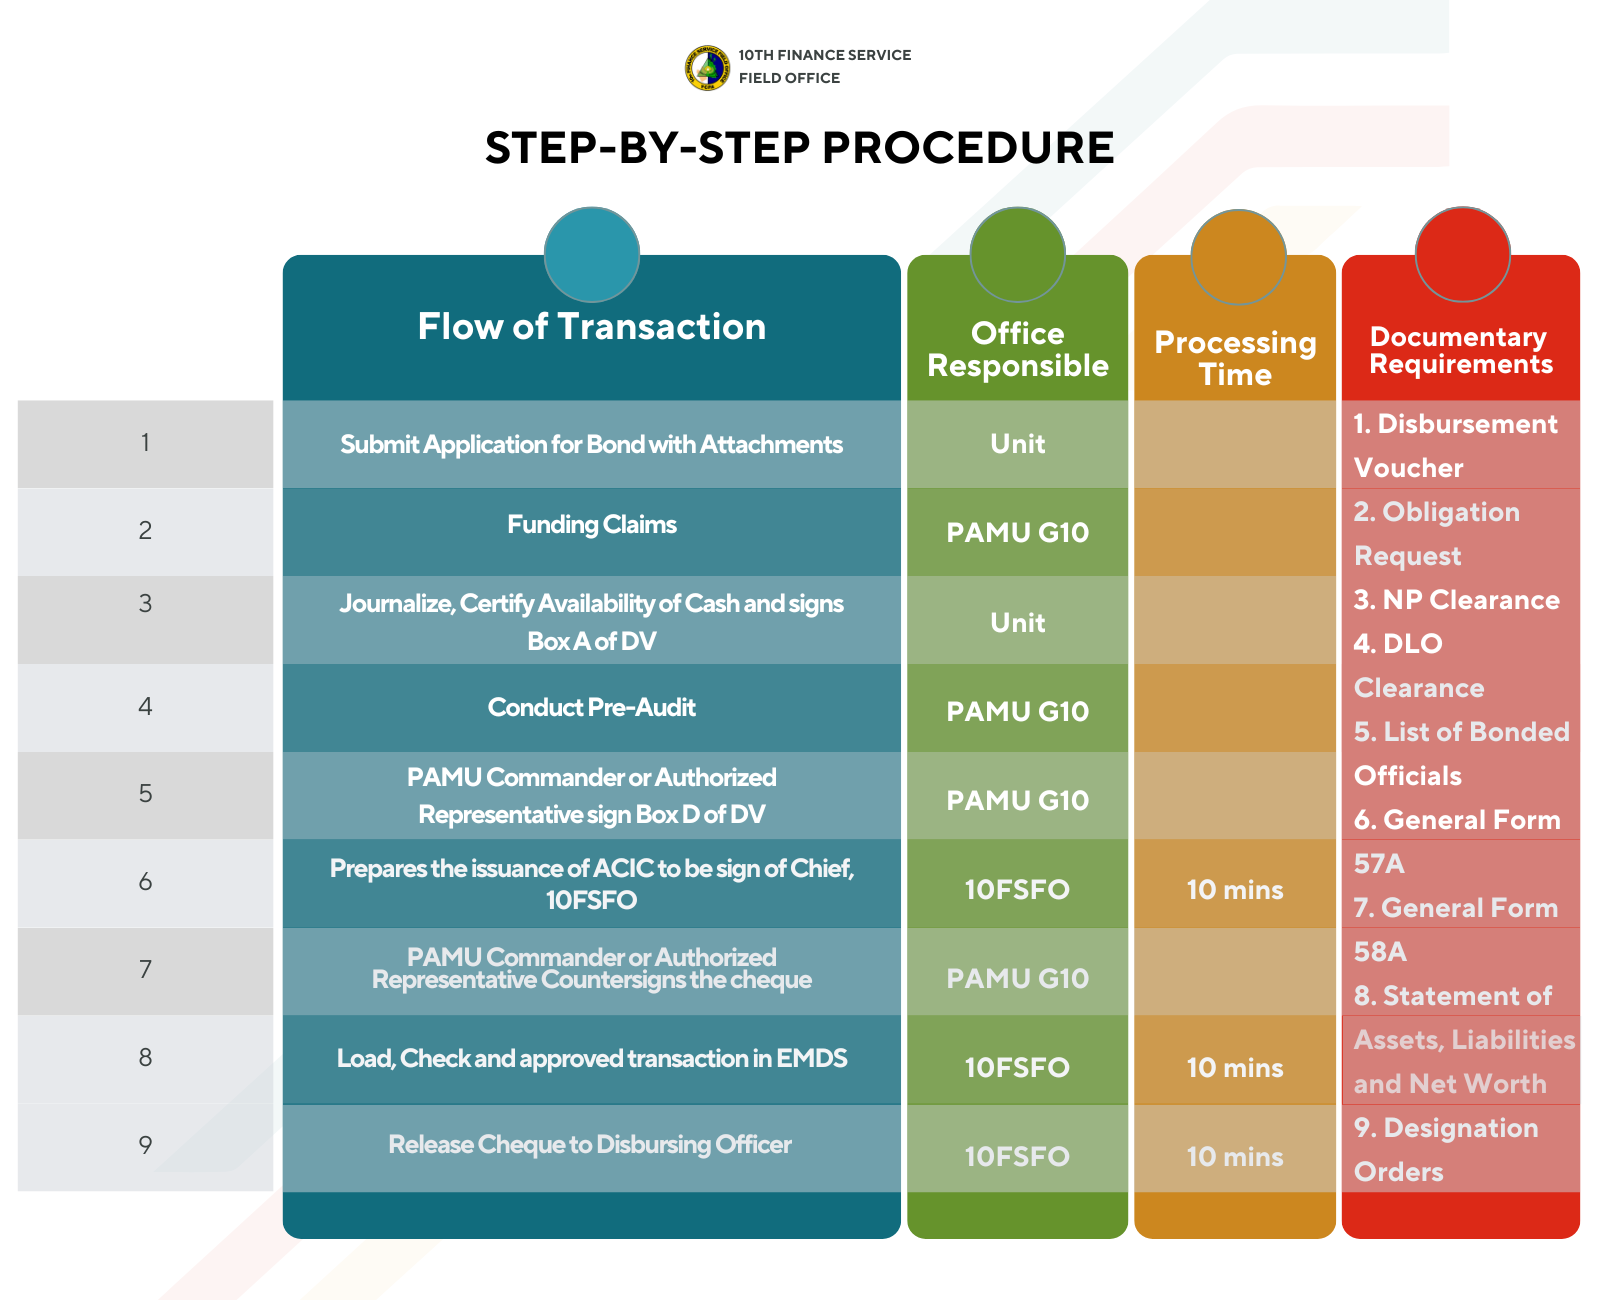 10TH FINANCE SERVICE
FIELD OFFICE
STEP-BY-STEP PROCEDURE
Flow of Transaction
Office
Responsible
Processing
Time
Documentary
Requirements
1
Submit Application for Bond with Attachments
Unit
2
Funding Claims
PAMU G10
3
Journalize, Certify Availability of Cash and signs
Box A of DV
Unit
4
Conduct Pre-Audit
PAMU G10
5
PAMU Commander or Authorized
Representative sign Box D of DV
PAMU G10
6
Prepares the issuance of ACIC to be sign of Chief,
10FSFO
10FSFO
10 mins
7
PAMU Commander or Authorized
Representative Countersigns the cheque
PAMU G10
8
Load, Check and approved transaction in EMDS
10FSFO
10 mins
9
Release Cheque to Disbursing Officer
10FSFO
10 mins
1. Disbursement
Voucher
2. Obligation
Request
3. NP Clearance
4. DLO
Clearance
5. List of Bonded
Officials
6. General Form
57A
7. General Form
58A
8. Statement of
Assets, Liabilities
and Net Worth
9. Designation
Orders